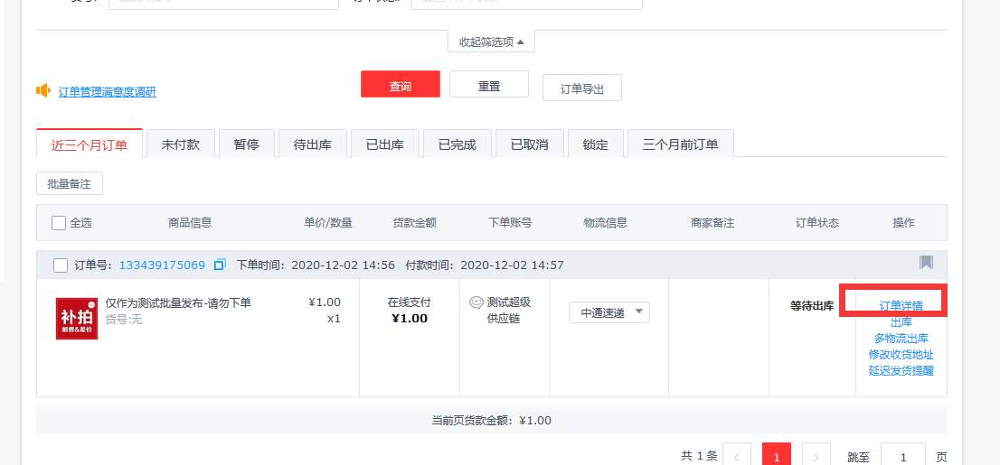 收起筛选项
订单管理满意度调研
查询
重置
订单导出
近三个月订单
未付款
暂停
待出库
已出库
已完成
已取消
锁定
三个月前订单
批量备注
全选
商品信息
单价/数量
货款金额
下单账号
物流信息
商家备注
订单状态
操作
订单号：133439175069 下单时间：2020-12-02 14:56 付款时间：2020-12-02 14:57
补拍
邮费&差价
仅作为测试批量发布-请勿下单
货号:无
¥1.00
x1
在线支付
¥1.00
测试超级
供应链
中通速递
等待出库
订单详情
出库
多物流出库
修改收货地址
延迟发货提醒
当前页货款金额：¥1.00
共 1 条
<
1
>
跳至
1
页